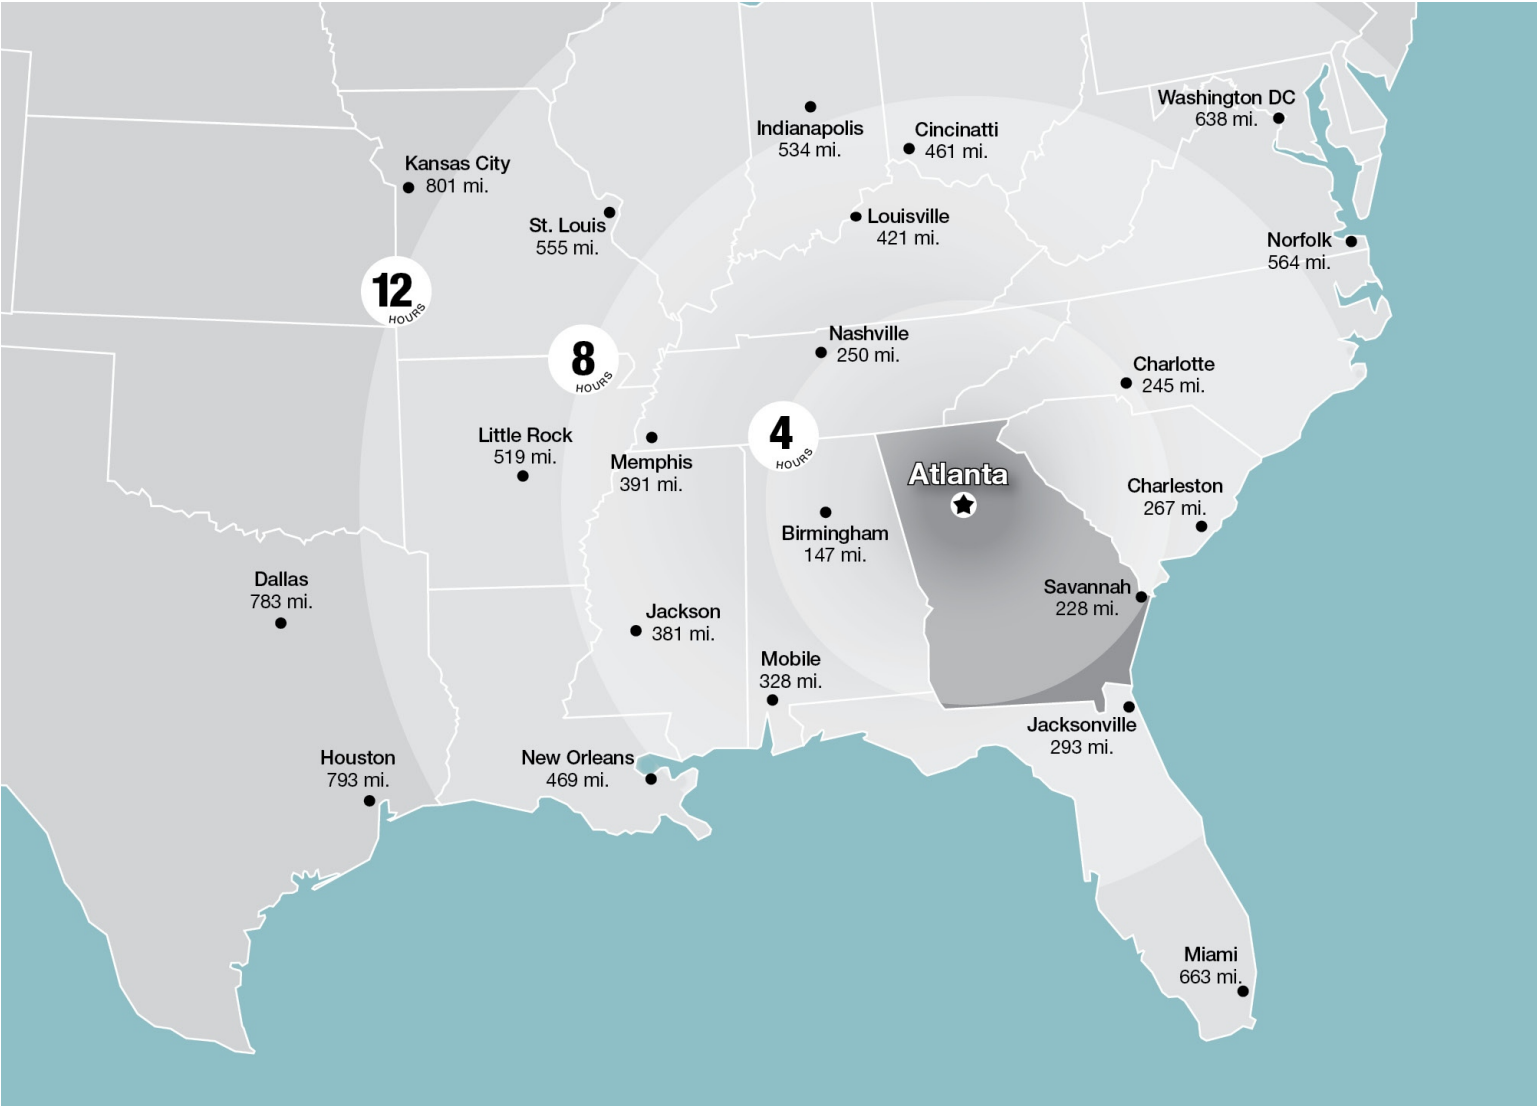 Washington DC
638 mi.
Indianapolis
534 mi.
Cincinatti
461 mi.
Kansas City
801 mi.
St. Louis
555 mi.
Louisville
421 mi.
Norfolk
564 mi.
12
HOURS
8
HOURS
Nashville
250 mi.
Charlotte
245 mi.
4
HOURS
Little Rock
519 mi.
Memphis
391 mi.
Atlanta
Charleston
267 mi.
Birmingham
147 mi.
Dallas
783 mi.
Savannah
228 mi.
Jackson
381 mi.
Mobile
328 mi.
Jacksonville
293 mi.
Houston
793 mi.
New Orleans
469 mi.
Miami
663 mi.